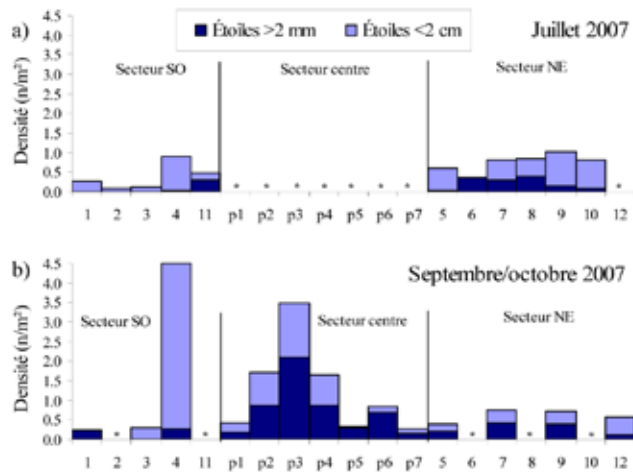 a)
Étoiles >2 mm
Étoiles <2 cm
Juillet 2007
Densité (n/m²)
4.5
4.0
3.5
3.0
2.5
2.0
1.5
1.0
0.5
0.0
Secteur SO
Secteur centre
Secteur NE
* * * * * * * *
1 2 3 4 11 p1 p2 p3 p4 p5 p6 p7 5 6 7 8 9 10 12
b)
Septembre/octobre 2007
Densité (n/m²)
4.5
4.0
3.5
3.0
2.5
2.0
1.5
1.0
0.5
0.0
Secteur SO
Secteur centre
Secteur NE
* * * * *
1 2 3 4 11 p1 p2 p3 p4 p5 p6 p7 5 6 7 8 9 10 12